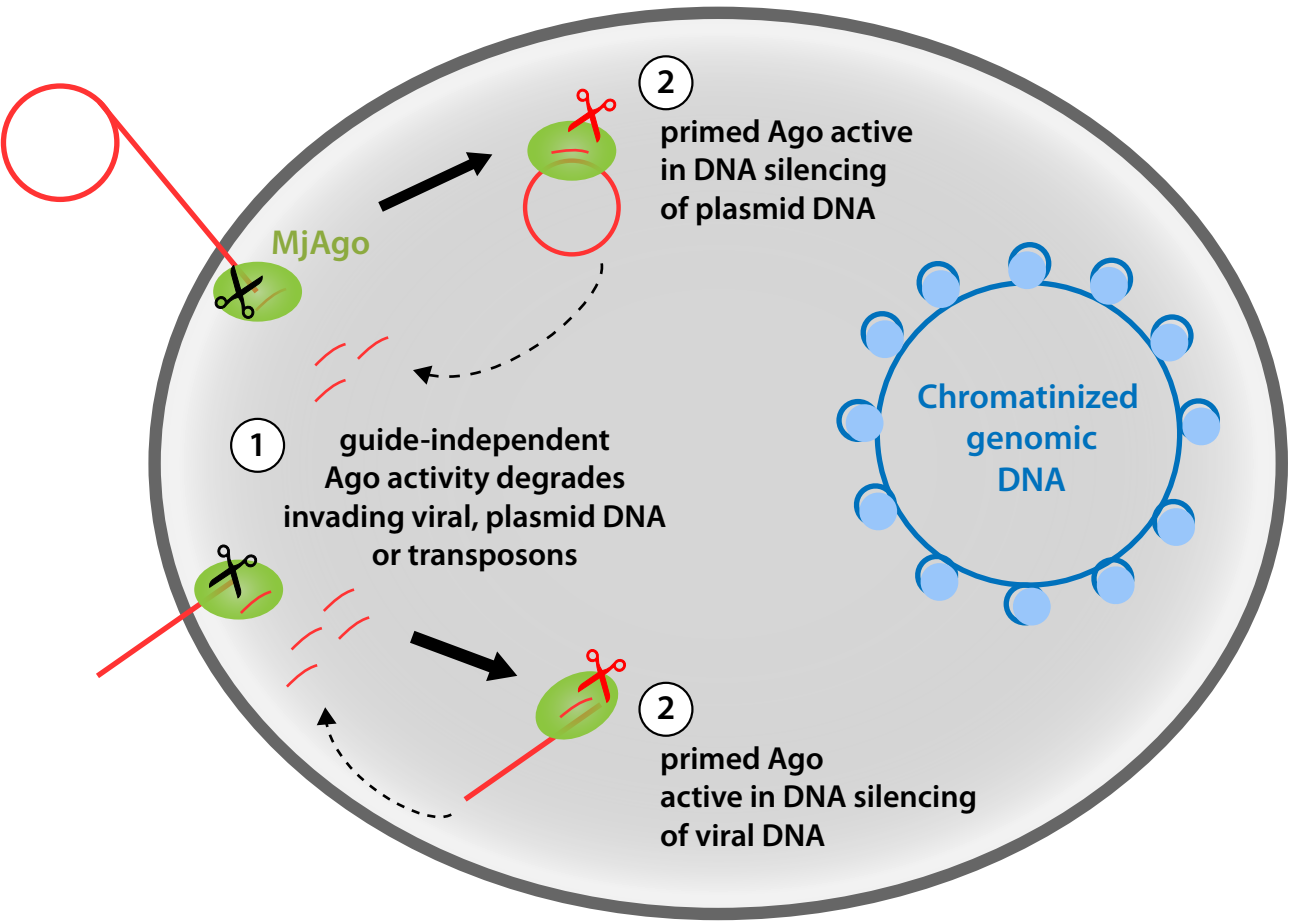 2
primed Ago active
in DNA silencing
of plasmid DNA
MjAgo
Chromatinized
genomic
DNA
1
guide-independent
Ago activity degrades
invading viral, plasmid DNA
or transposons
2
primed Ago
active in DNA silencing
of viral DNA